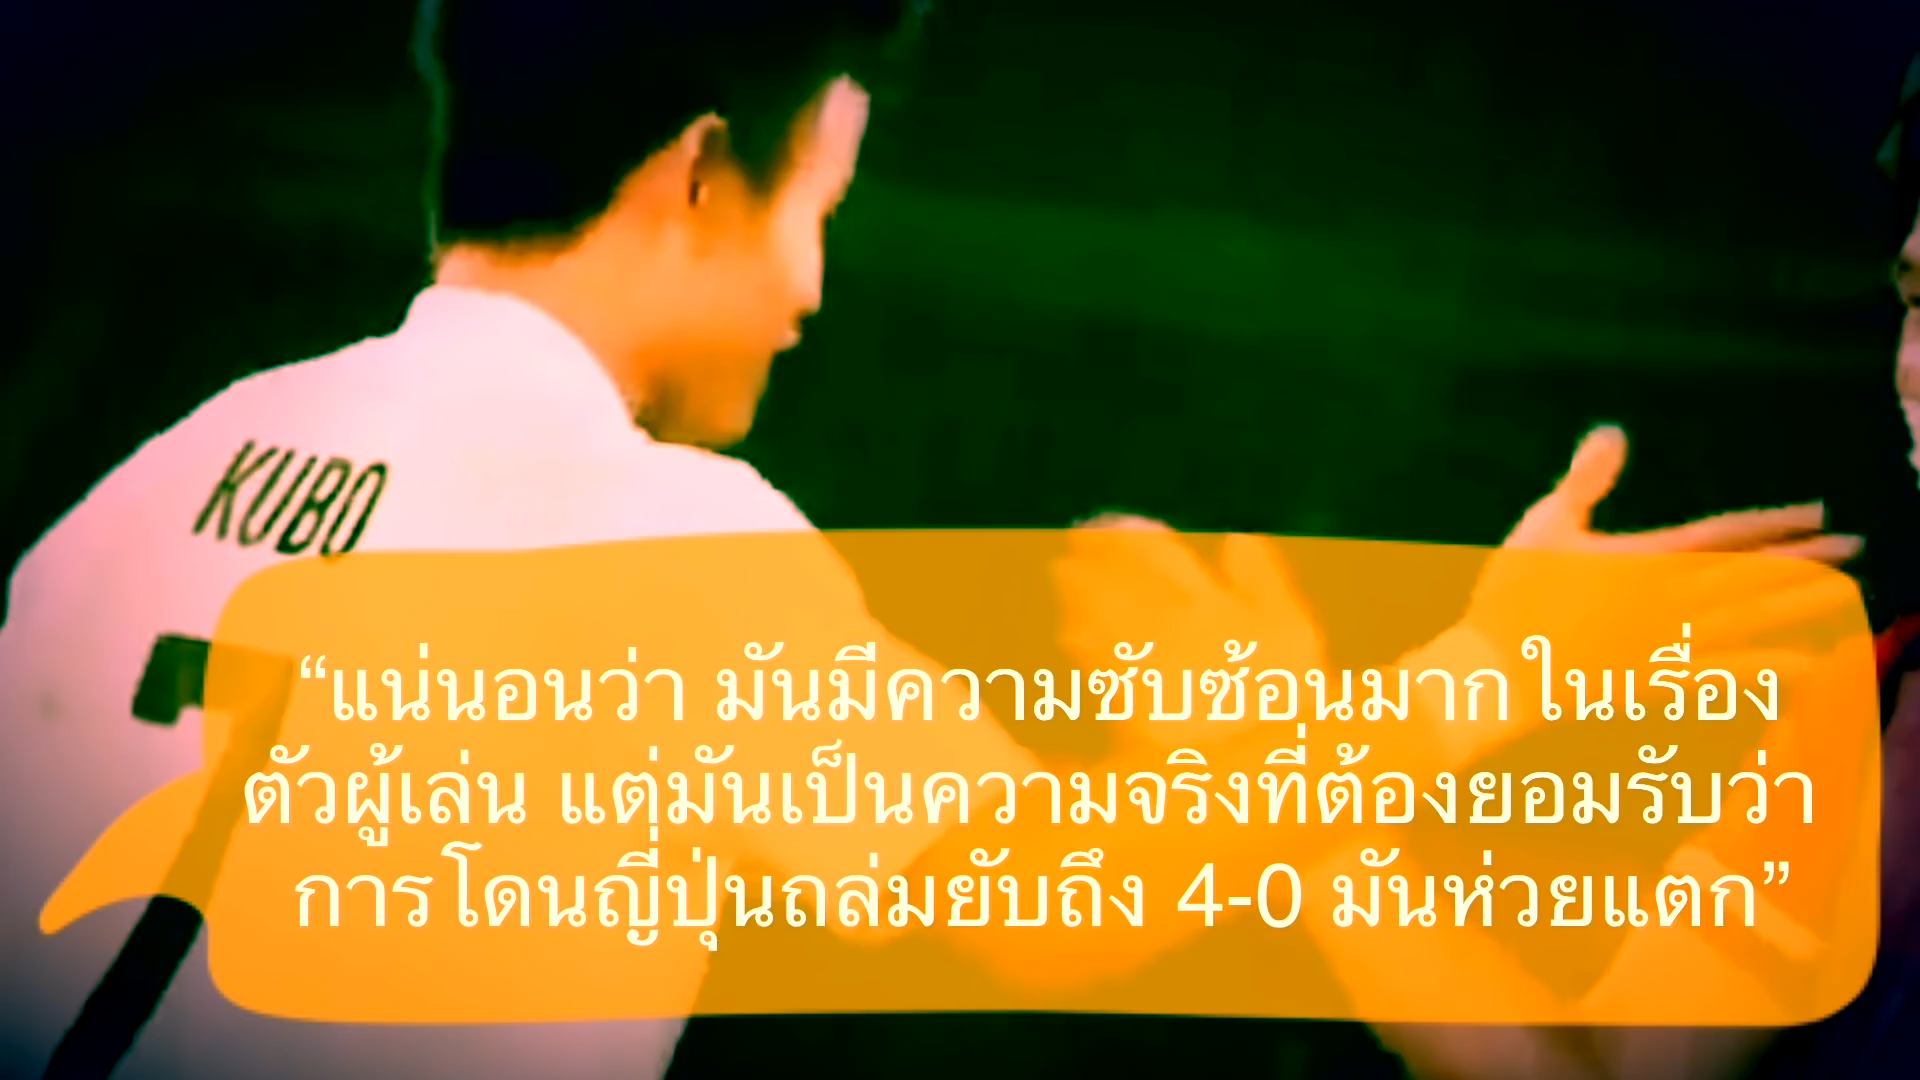 KUBO
“แน่นอนว่า มันมีความซับซ้อนมากในเรื่อง
ตัวผู้เล่น แต่มันเป็นความจริงที่ต้องยอมรับว่า
การโดนญี่ปุ่นถล่มยับถึง 4-0 มันห่วยแตก”